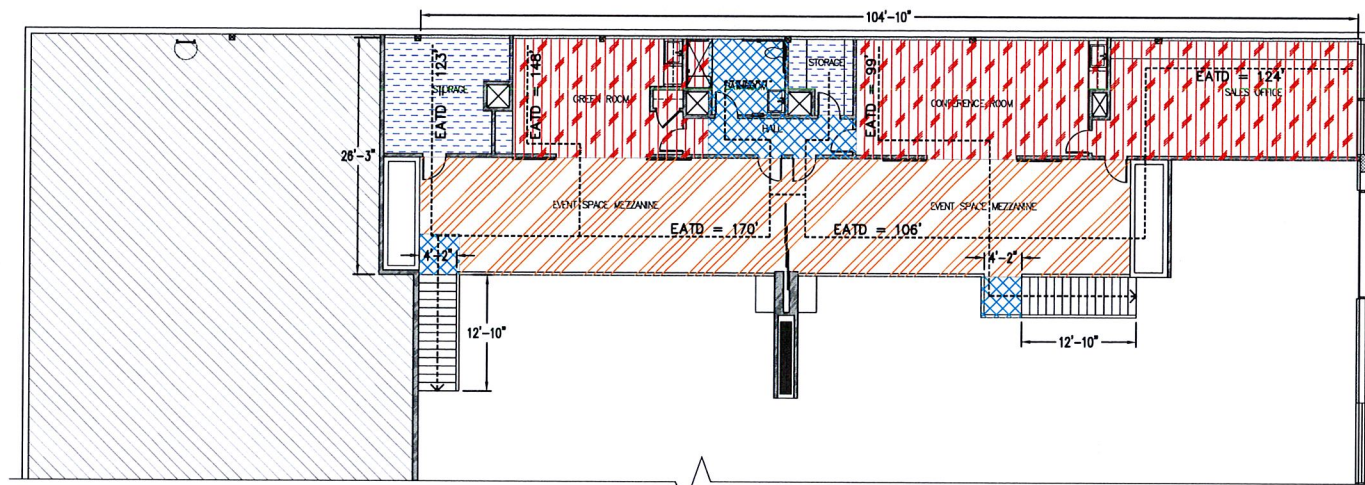 104'-10"
26'-3"
STORAGE
EATD = 123'
EATD = 148'
GREEN ROOM
BATHROOM
STORAGE
HALL
EATD = 99'
CONFERENCE ROOM
EATD = 124'
SALES OFFICE
EVENT SPACE MEZZANINE
EVENT SPACE MEZZANINE
EATD = 170'
EATD = 106'
4'-2"
4'-2"
12'-10"
12'-10"